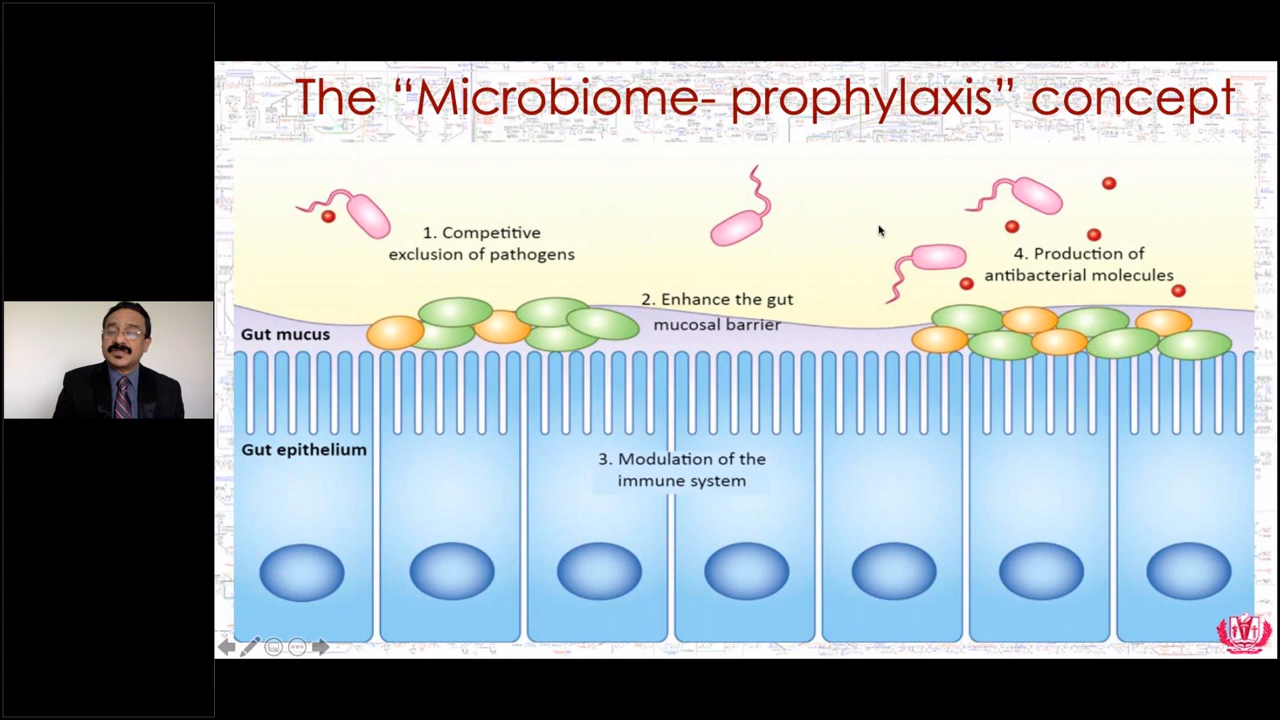 The “Microbiome- prophylaxis” concept
1. Competitive
exclusion of pathogens
4. Production of
antibacterial molecules
2. Enhance the gut
mucosal barrier
Gut mucus
Gut epithelium
3. Modulation of the
immune system